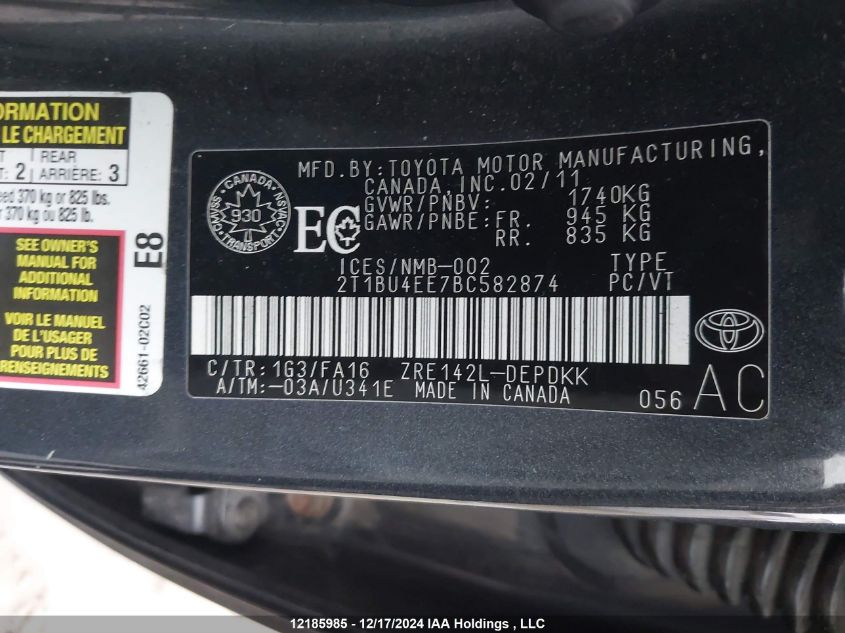 ORMATION
LE CHARGEMENT
T REAR
T: 2 ARRIÈRE: 3
eed 370 kg or 825 lbs.
r 370 kg ou 825 lb.
SEE OWNER'S
MANUAL FOR
ADDITIONAL
INFORMATION
VOIR LE MANUEL
DE L'USAGER
POUR PLUS DE
RENSEIGNEMENTS
E8
42661-02C02
MFD.BY:TOYOTA MOTOR MANUFACTURING,
CANADA,INC.02/11
GVWR/PNBV: 1740KG
GAWR/PNBE:FR. 945 KG
RR. 835 KG
CANADA
CMVSS 930 NSVAC
TRANSPORT
EC
ICES/NMB-002 TYPE
2T1BU4EE7BC582874 PC/VT
C/TR:1G3/FA16 ZRE142L-DEPDKK
A/TM:-03A/U341E MADE IN CANADA
056 AC
12185985 - 12/17/2024 IAA Holdings , LLC